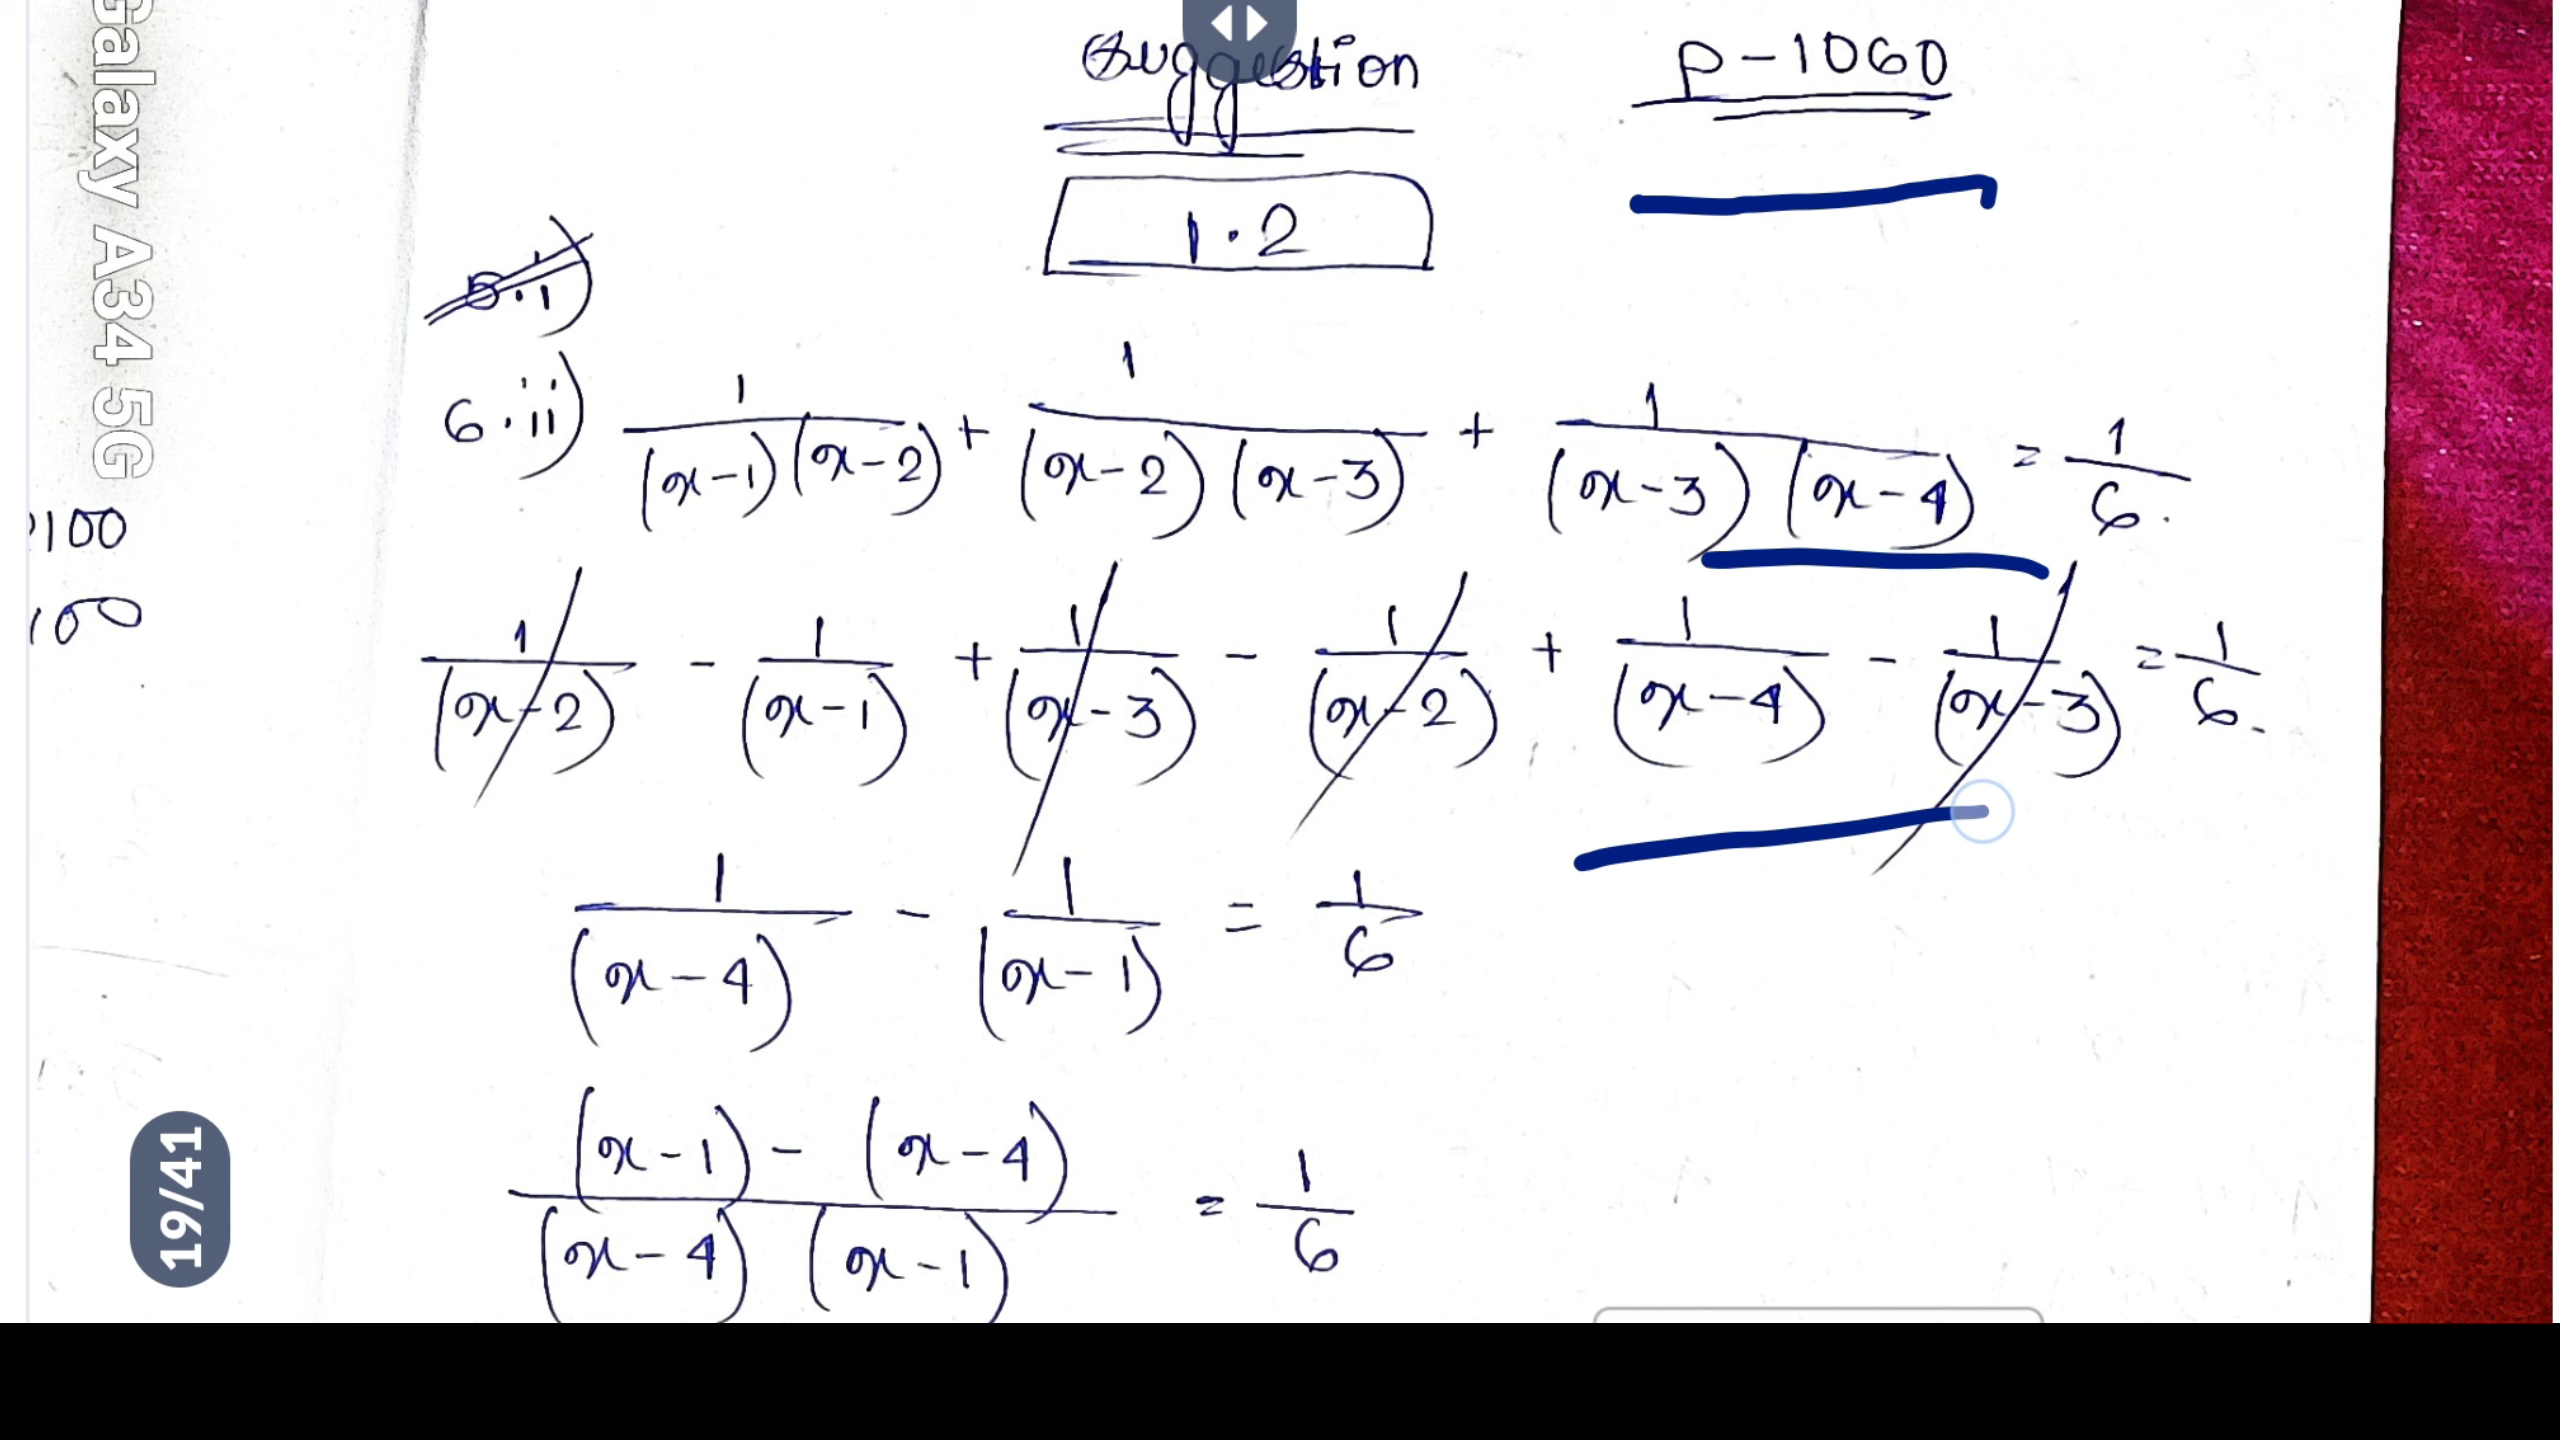 Suggestion P-1060
1.2
5.i)
6.ii) 1/(x-1)(x-2) + 1/(x-2)(x-3) + 1/(x-3)(x-4) = 1/6.
1/(x-2) - 1/(x-1) + 1/(x-3) - 1/(x-2) + 1/(x-4) - 1/(x-3) = 1/6.
1/(x-4) - 1/(x-1) = 1/6
(x-1) - (x-4)/(x-4)(x-1) = 1/6
Galaxy A34 5G
100
100
19/41